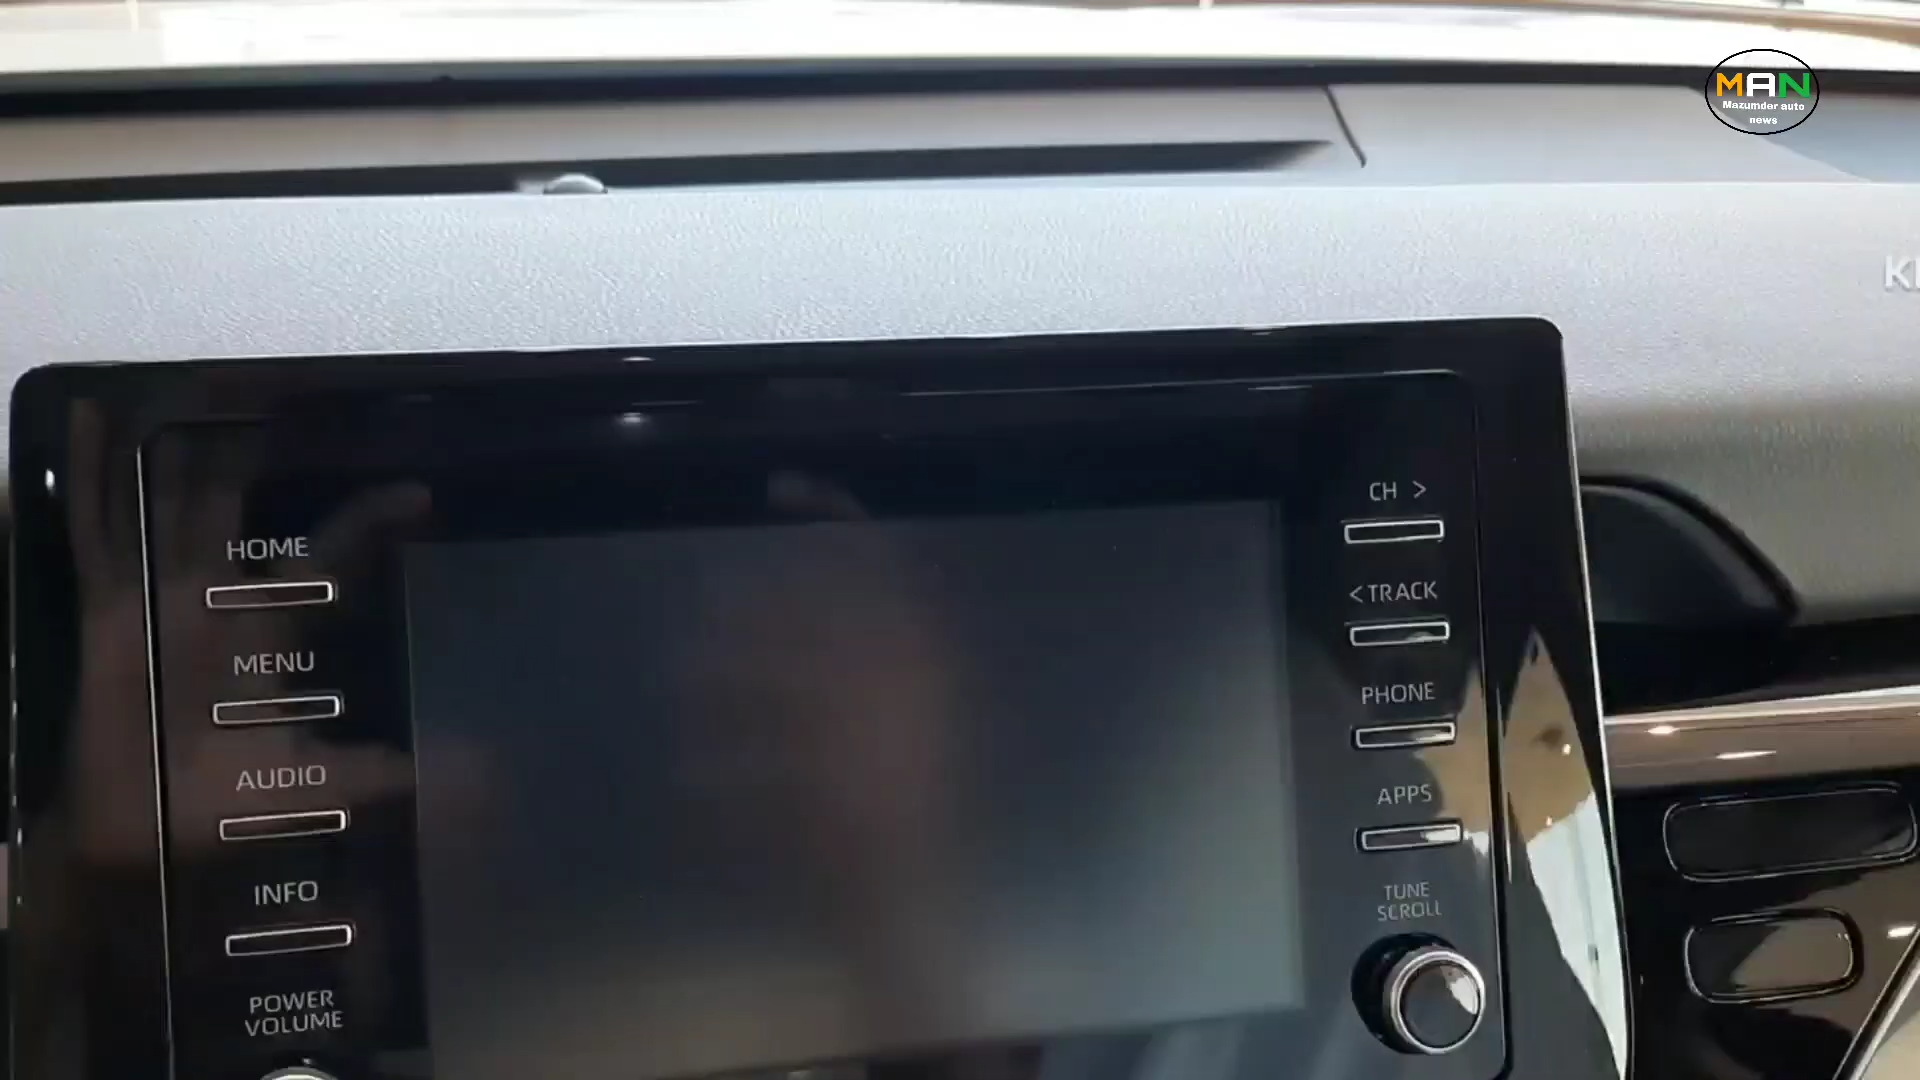 MAN
Mazumder auto
news
HOME
MENU
AUDIO
INFO
POWER
VOLUME
CH >
< TRACK
PHONE
APPS
TUNE
SCROLL